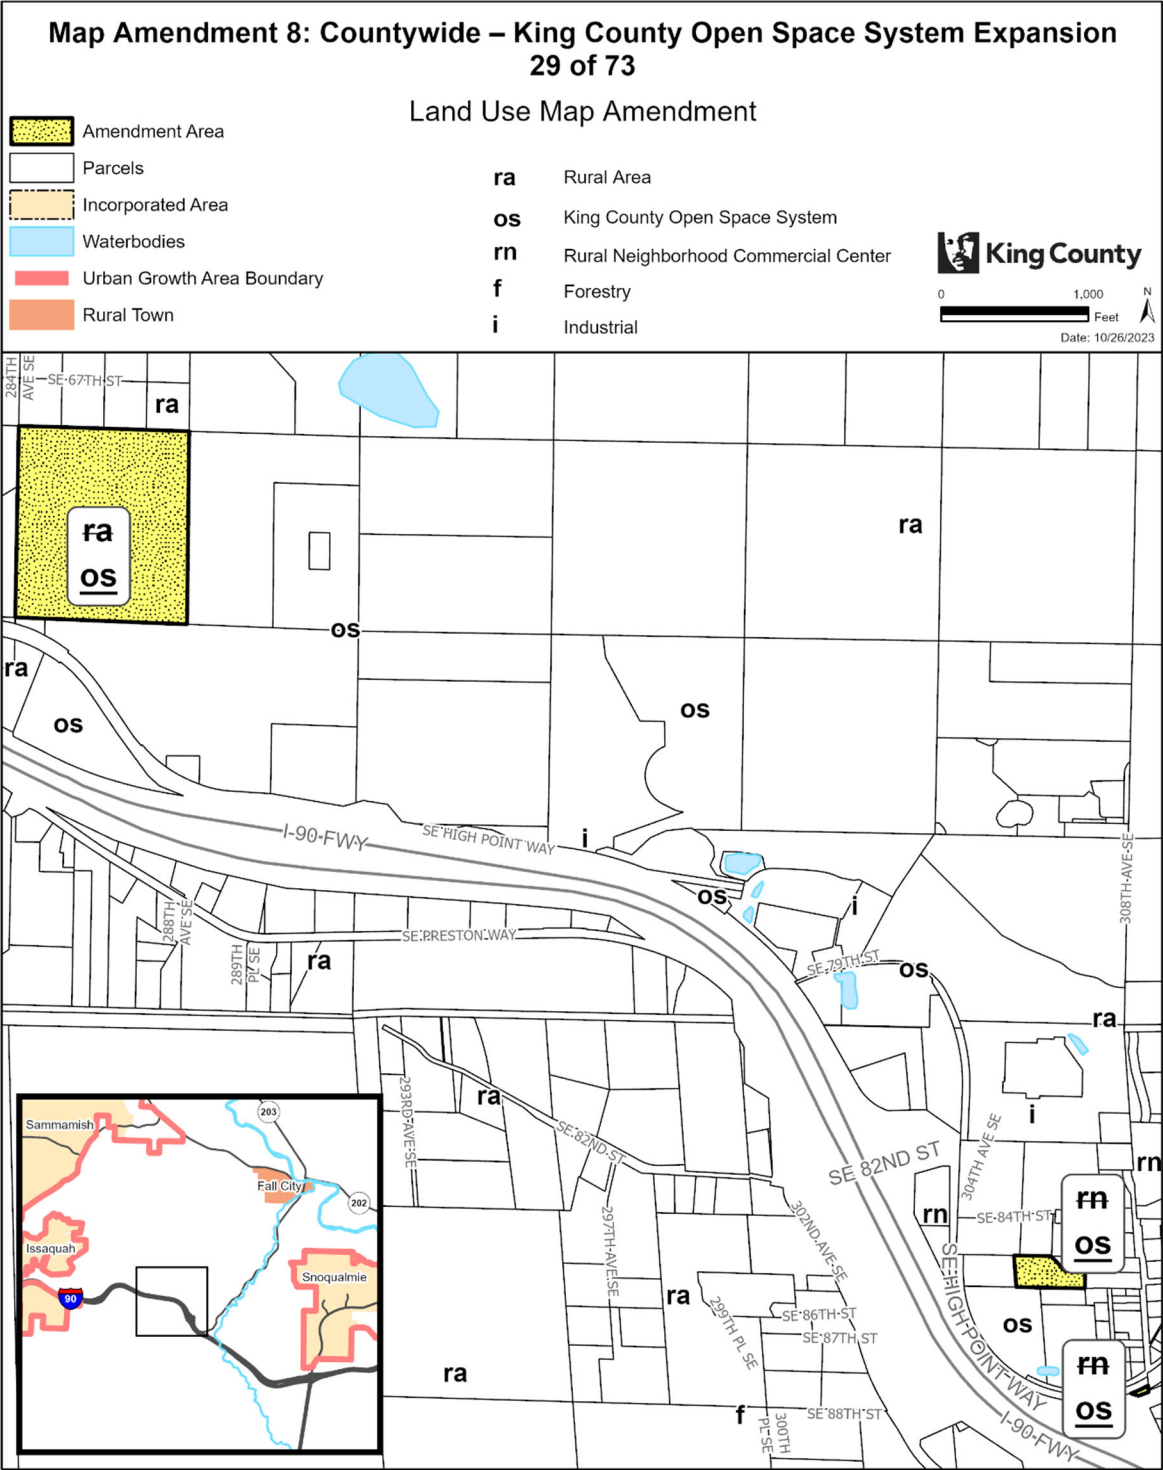 Map Amendment 8: Countywide – King County Open Space System Expansion
29 of 73
Land Use Map Amendment
Amendment Area
Parcels
Incorporated Area
Waterbodies
Urban Growth Area Boundary
Rural Town
ra Rural Area
os King County Open Space System
rn Rural Neighborhood Commercial Center
f Forestry
i Industrial
King County
0 1,000
Feet
N
Date: 10/26/2023
284TH
AVE SE
SE 67TH ST
ra
ra
os
ra
os
ra
os
os
I-90 FWY
SE HIGH POINT WAY
i
os
i
308TH AVE SE
288TH
AVE SE
289TH
PL SE
SE PRESTON WAY
ra
SE 79TH ST
os
ra
293RD AVE SE
ra
SE 82ND ST
i
304TH AVE SE
SE 82ND ST
rn
rn
SE 84TH ST
rn
os
297TH AVE SE
302ND AVE SE
SE HIGH POINT WAY
ra
299TH PL SE
SE 86TH ST
SE 87TH ST
os
ra
f
300TH
PL SE
SE 88TH ST
I-90 FWY
rn
os
Sammamish
203
Fall City
202
Issaquah
90
Snoqualmie